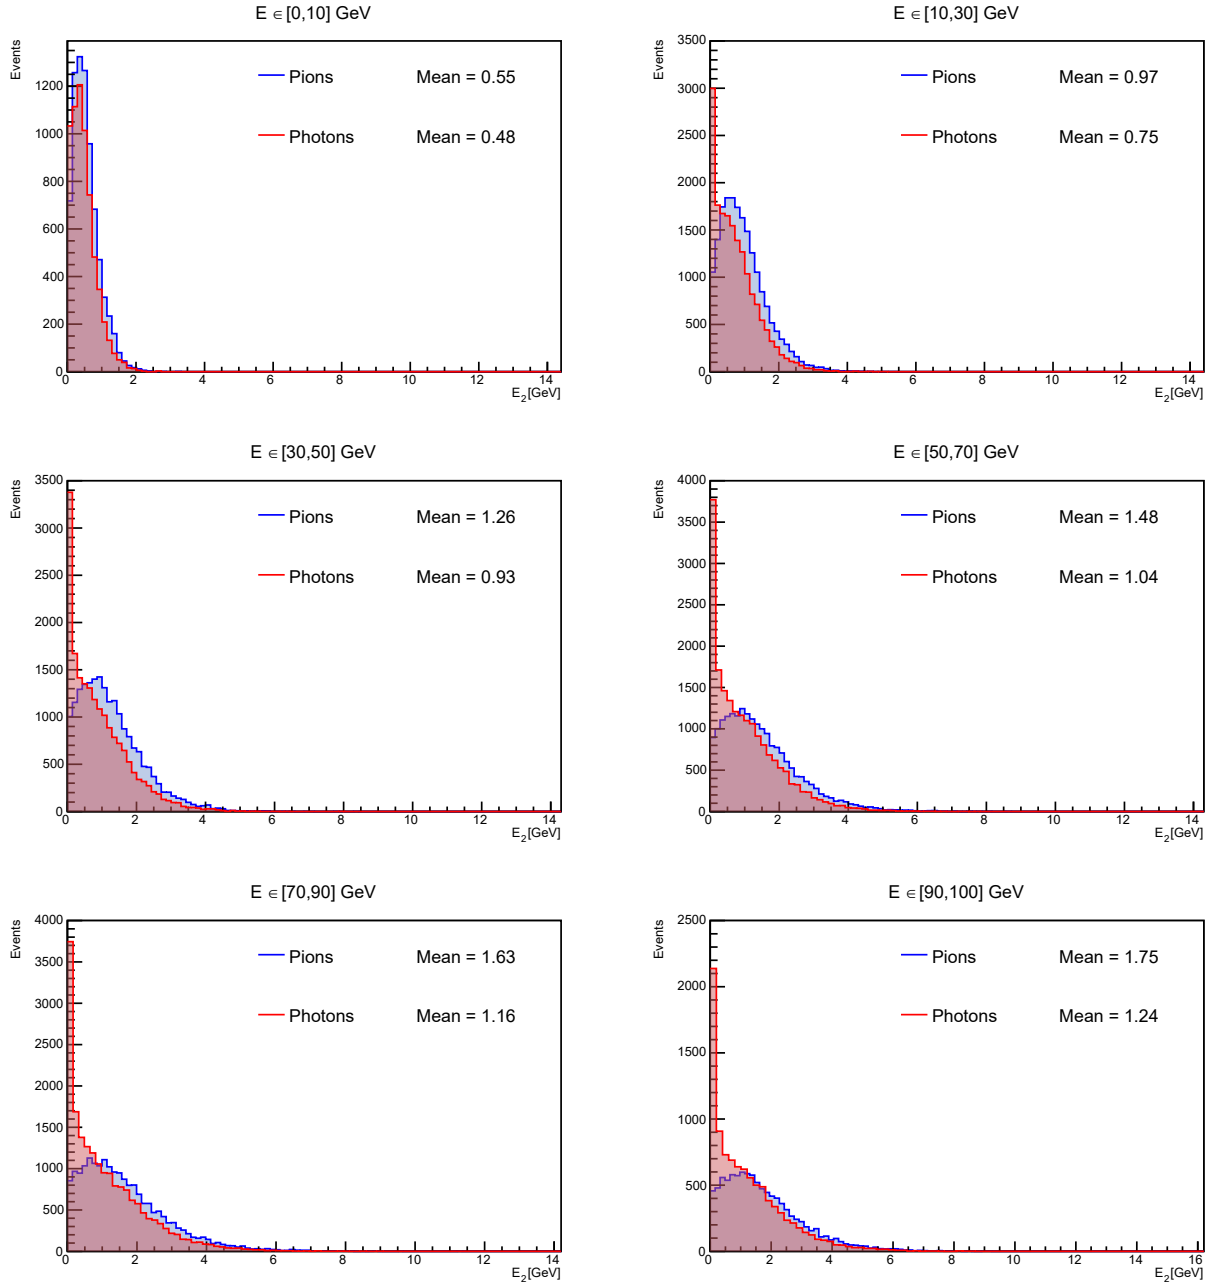 E ∈ [0,10] GeV
Events
Pions Mean = 0.55
Photons Mean = 0.48
0 200 400 600 800 1000 1200
0 2 4 6 8 10 12 14
E2[GeV]
E ∈ [10,30] GeV
Events
Pions Mean = 0.97
Photons Mean = 0.75
0 500 1000 1500 2000 2500 3000 3500
0 2 4 6 8 10 12 14
E2[GeV]
E ∈ [30,50] GeV
Events
Pions Mean = 1.26
Photons Mean = 0.93
0 500 1000 1500 2000 2500 3000 3500
0 2 4 6 8 10 12 14
E2[GeV]
E ∈ [50,70] GeV
Events
Pions Mean = 1.48
Photons Mean = 1.04
0 500 1000 1500 2000 2500 3000 3500 4000
0 2 4 6 8 10 12 14
E2[GeV]
E ∈ [70,90] GeV
Events
Pions Mean = 1.63
Photons Mean = 1.16
0 500 1000 1500 2000 2500 3000 3500 4000
0 2 4 6 8 10 12 14
E2[GeV]
E ∈ [90,100] GeV
Events
Pions Mean = 1.75
Photons Mean = 1.24
0 500 1000 1500 2000 2500
0 2 4 6 8 10 12 14 16
E2[GeV]